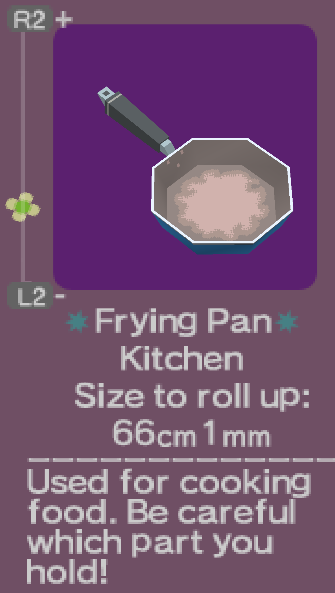 R2 +
L2 -
Frying Pan
Kitchen
Size to roll up:
66cm 1mm
Used for cooking
food. Be careful
which part you
hold!